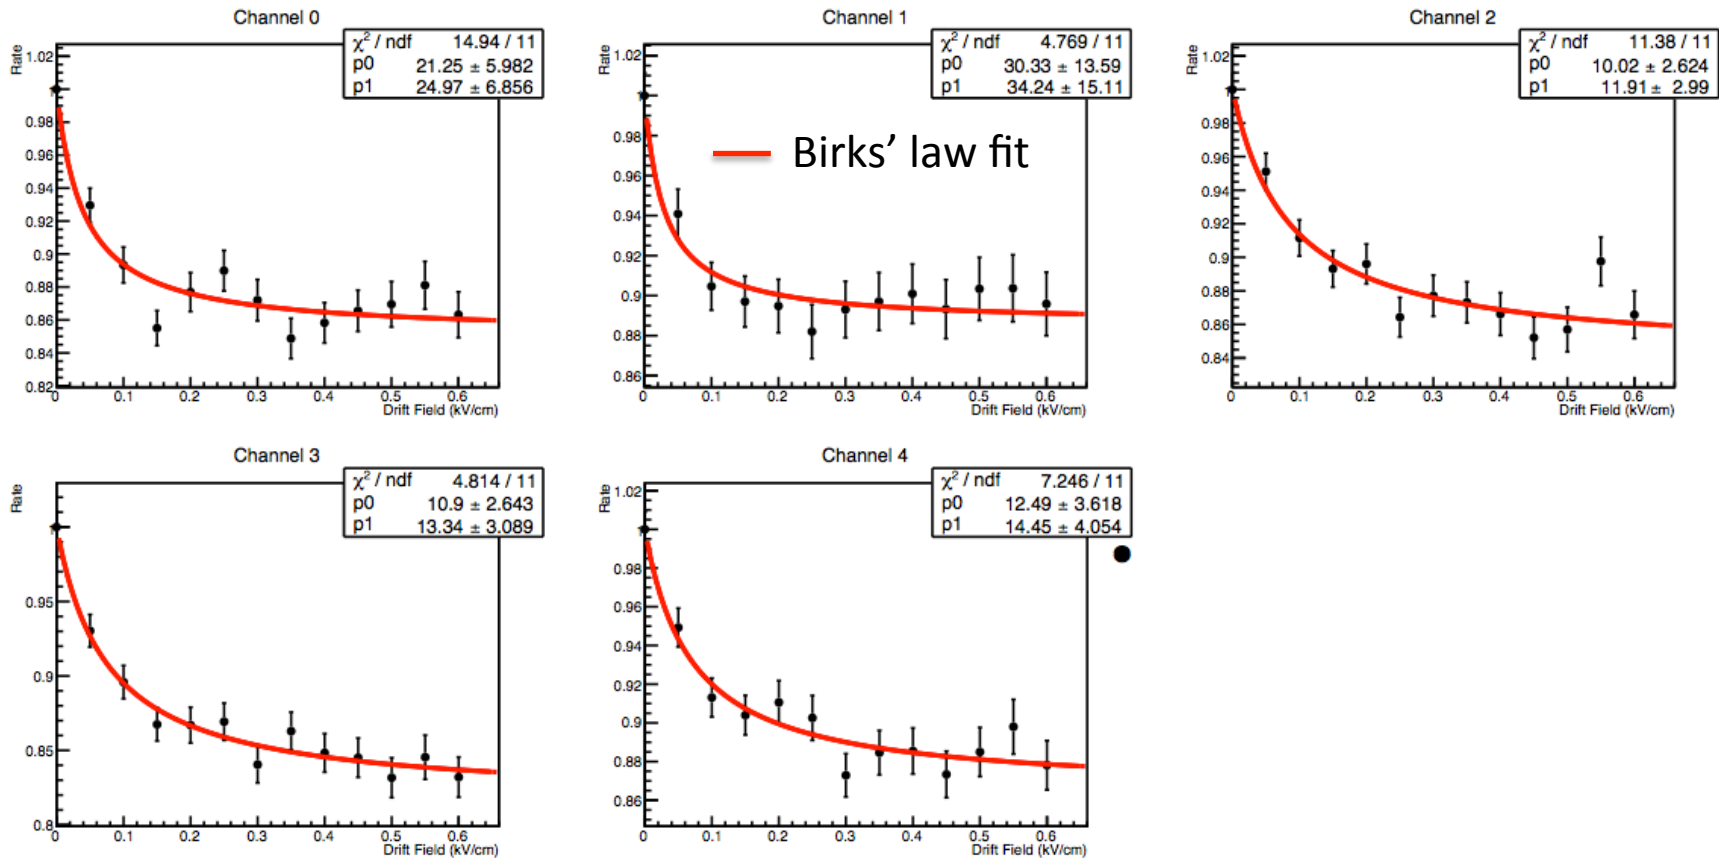 Channel 0
χ² / ndf 14.94 / 11
p0 21.25 ± 5.982
p1 24.97 ± 6.856
Rate
1.02
1
0.98
0.96
0.94
0.92
0.9
0.88
0.86
0.84
0.82
0 0.1 0.2 0.3 0.4 0.5 0.6
Drift Field (kV/cm)
Channel 1
χ² / ndf 4.769 / 11
p0 30.33 ± 13.59
p1 34.24 ± 15.11
Rate
1.02
1
0.98
0.96
0.94
0.92
0.9
0.88
0.86
0 0.1 0.2 0.3 0.4 0.5 0.6
Drift Field (kV/cm)
Birks’ law fit
Channel 2
χ² / ndf 11.38 / 11
p0 10.02 ± 2.624
p1 11.91 ± 2.99
Rate
1.02
1
0.98
0.96
0.94
0.92
0.9
0.88
0.86
0.84
0 0.1 0.2 0.3 0.4 0.5 0.6
Drift Field (kV/cm)
Channel 3
χ² / ndf 4.814 / 11
p0 10.9 ± 2.643
p1 13.34 ± 3.089
Rate
1
0.95
0.9
0.85
0.8
0 0.1 0.2 0.3 0.4 0.5 0.6
Drift Field (kV/cm)
Channel 4
χ² / ndf 7.246 / 11
p0 12.49 ± 3.618
p1 14.45 ± 4.054
Rate
1.02
1
0.98
0.96
0.94
0.92
0.9
0.88
0.86
0 0.1 0.2 0.3 0.4 0.5 0.6
Drift Field (kV/cm)